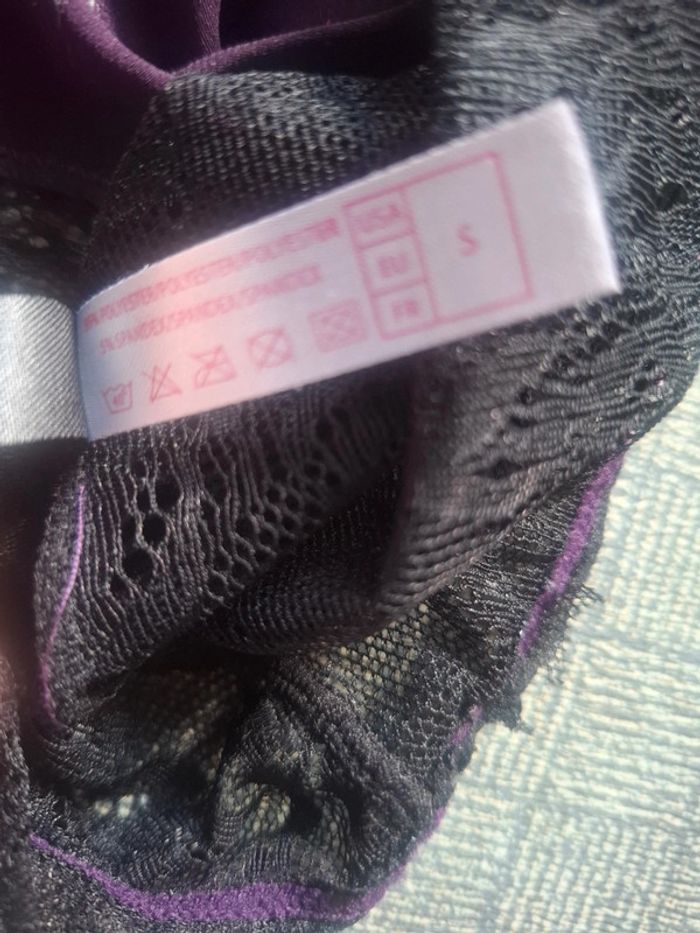 95% POLYESTER/POLYESTER/POLYESTER
5% SPANDEX/SPANDEX/SPANDEX
USA
EU
FR
S